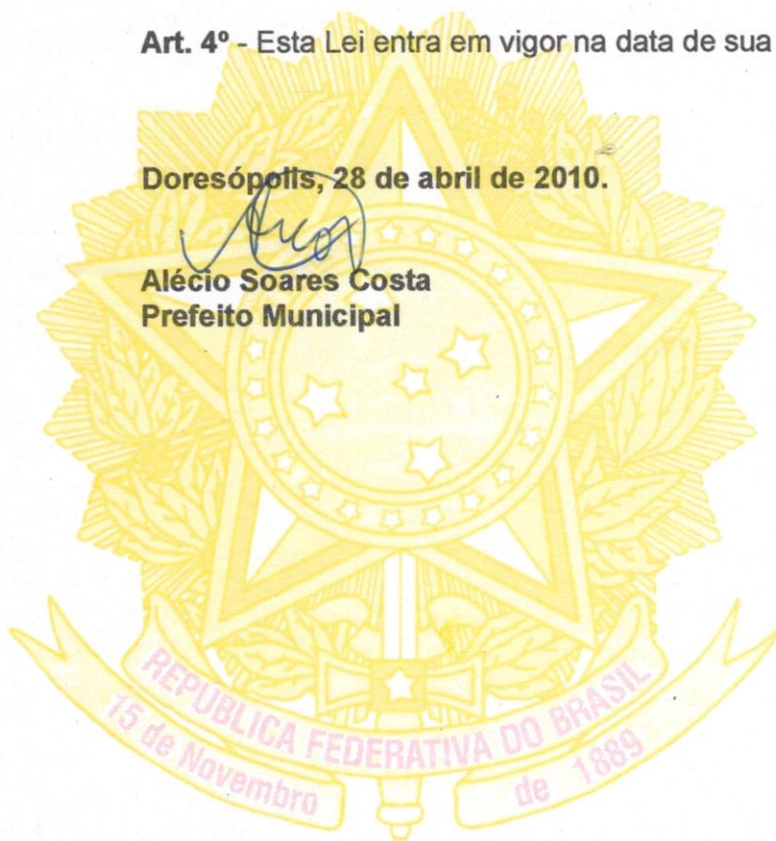 Art. 4º - Esta Lei entra em vigor na data de sua
Doresópolis, 28 de abril de 2010.
Alécio Soares Costa
Prefeito Municipal
REPÚBLICA FEDERATIVA DO BRASIL
15 de Novembro de 1889